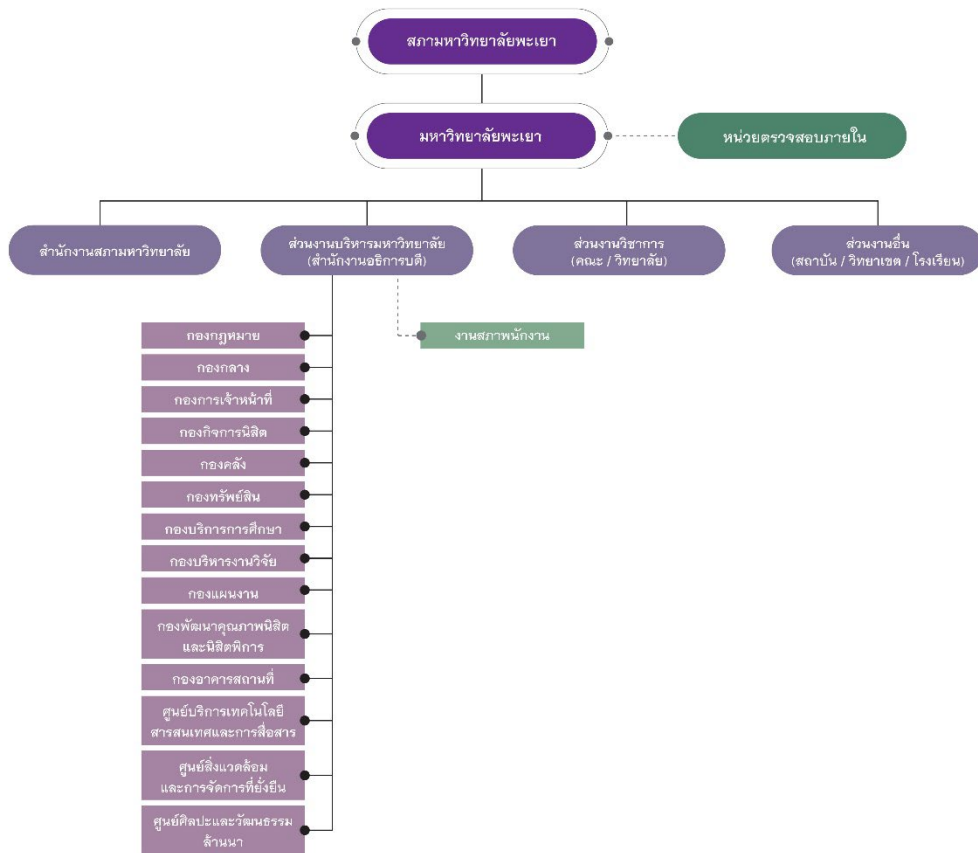 สภามหาวิทยาลัยพะเยา
มหาวิทยาลัยพะเยา
หน่วยตรวจสอบภายใน
สำนักงานสภามหาวิทยาลัย
ส่วนงานบริหารมหาวิทยาลัย
(สำนักงานอธิการบดี)
ส่วนงานวิชาการ
(คณะ / วิทยาลัย)
ส่วนงานอื่น
(สถาบัน / วิทยาเขต / โรงเรียน)
งานสภาพนักงาน
กองกฎหมาย
กองกลาง
กองการเจ้าหน้าที่
กองกิจการนิสิต
กองคลัง
กองทรัพย์สิน
กองบริการการศึกษา
กองบริหารงานวิจัย
กองแผนงาน
กองพัฒนาคุณภาพนิสิต
และนิสิตพิการ
กองอาคารสถานที่
ศูนย์บริการเทคโนโลยี
สารสนเทศและการสื่อสาร
ศูนย์สิ่งแวดล้อม
และการจัดการที่ยั่งยืน
ศูนย์ศิลปะและวัฒนธรรม
ล้านนา